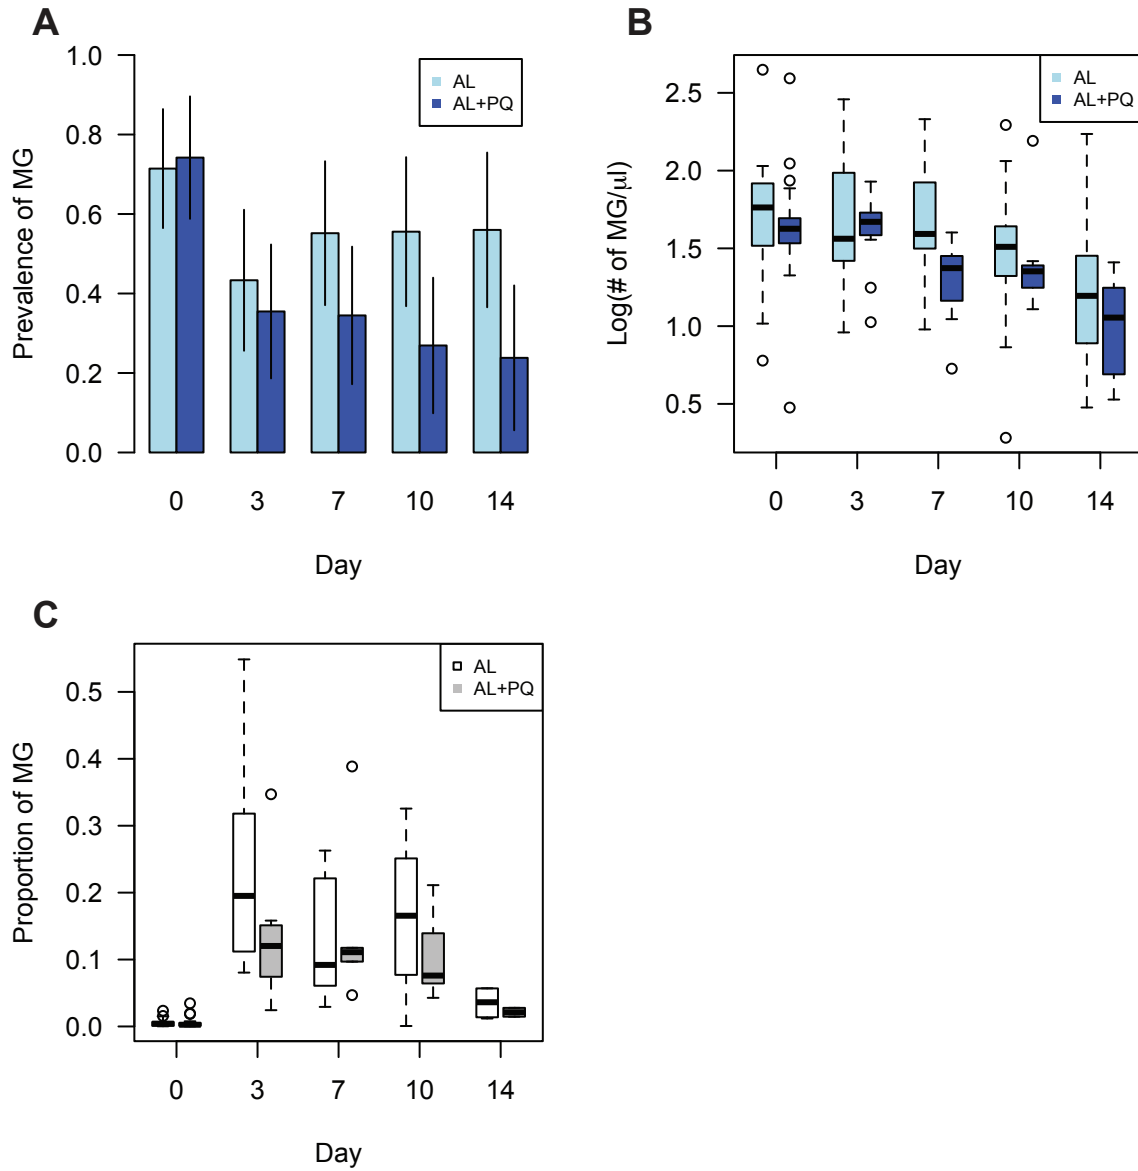 A
Prevalence of MG
1.0
0.8
0.6
0.4
0.2
0.0
AL
AL+PQ
0 3 7 10 14
Day
B
Log(# of MG/μl)
2.5
2.0
1.5
1.0
0.5
AL
AL+PQ
0 3 7 10 14
Day
C
Proportion of MG
0.5
0.4
0.3
0.2
0.1
0.0
AL
AL+PQ
0 3 7 10 14
Day